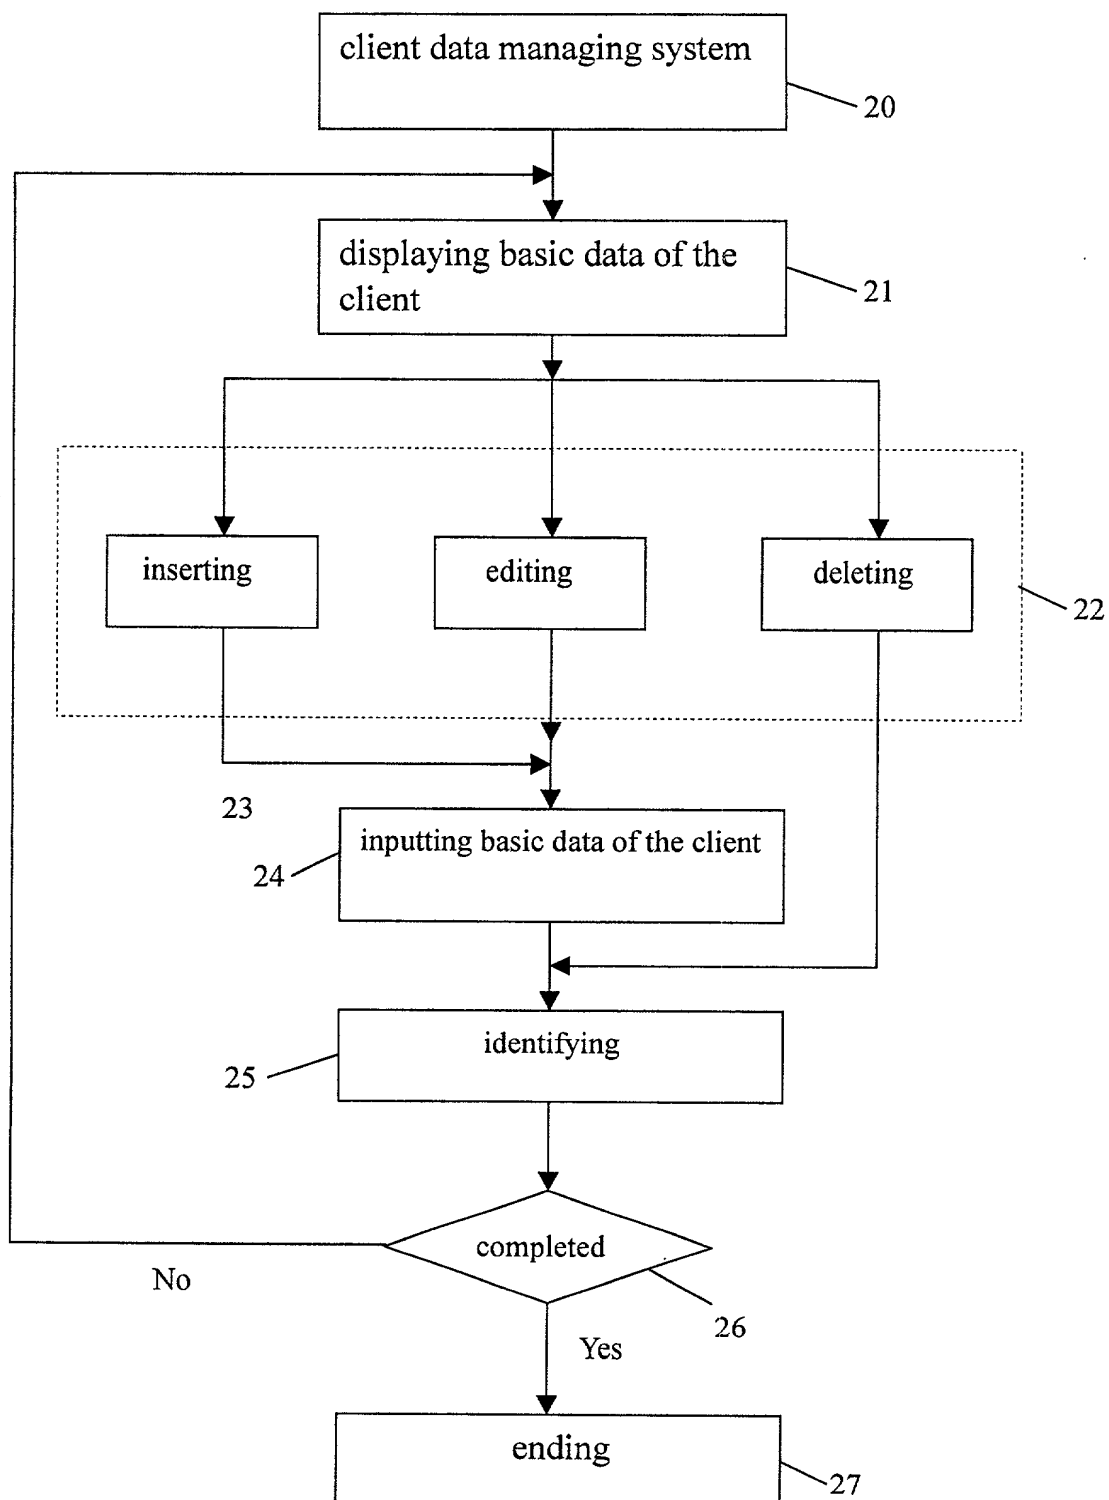 client data managing system
20
displaying basic data of the
client
21
inserting
editing
deleting
22
23
inputting basic data of the client
24
identifying
25
completed
No
26
Yes
ending
27